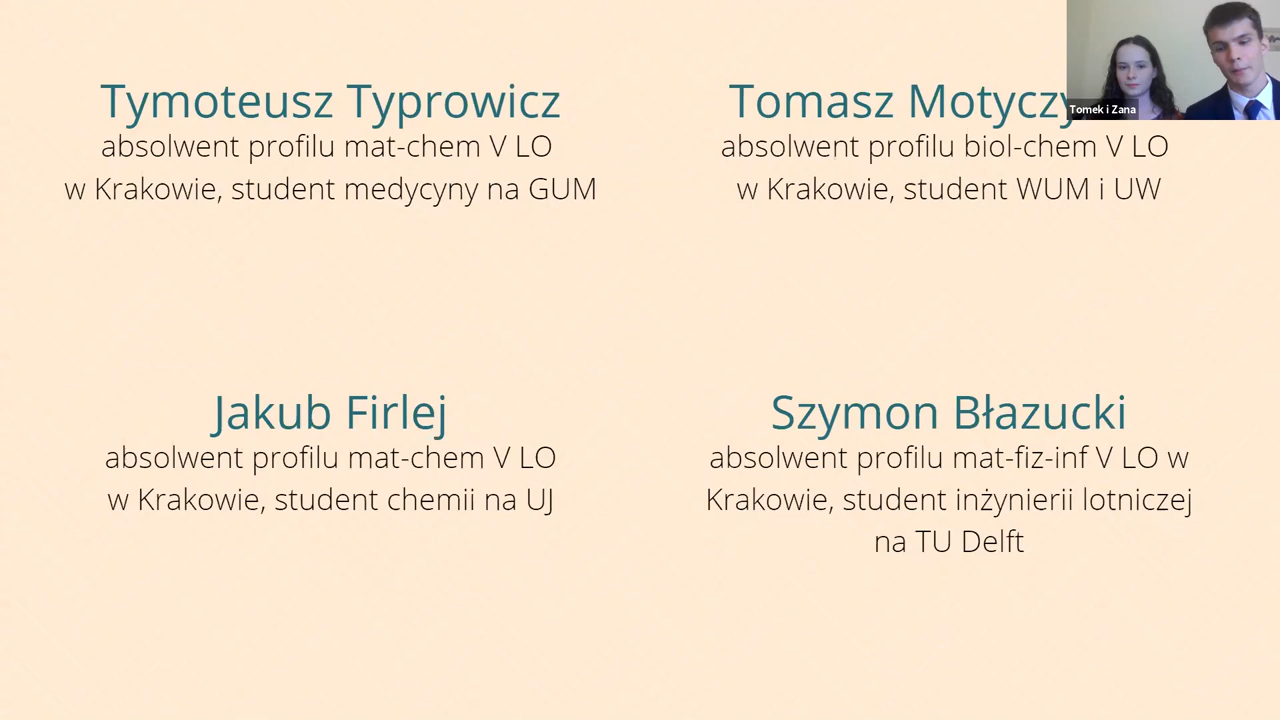 Tymoteusz Typrowicz
absolwent profilu mat-chem V LO
w Krakowie, student medycyny na GUM
Tomasz
absolwent profilu biol-chem V LO
w Krakowie, student WUM i UW
Tomek i Zana
Jakub Firlej
absolwent profilu mat-chem V LO
w Krakowie, student chemii na UJ
Szymon Błazucki
absolwent profilu mat-fiz-inf V LO w
Krakowie, student inżynierii lotniczej
na TU Delft